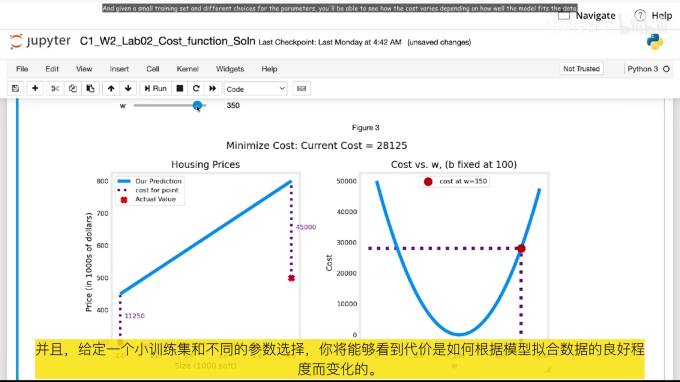 And given a small training set and different choices for the parameters, you'll be able to see how the cost varies depending on how well the model fits the data
Navigate
Help
jupyter C1_W2_Lab02_Cost_function_Soln Last Checkpoint: Last Monday at 4:42 AM (unsaved changes)
File Edit View Insert Cell Kernel Widgets Help
Not Trusted
Python 3
Run
Code
w
350
Figure 3
Minimize Cost: Current Cost = 28125
Housing Prices
Our Prediction
cost for point
Actual Value
800
700
600
500
400
Price (in 1000s of dollars)
45000
11250
Size (1000 sqft)
Cost vs. w, (b fixed at 100)
cost at w=350
50000
40000
30000
20000
10000
0
Cost
并且，给定一个小训练集和不同的参数选择，你将能够看到代价是如何根据模型拟合数据的良好程
度而变化的。